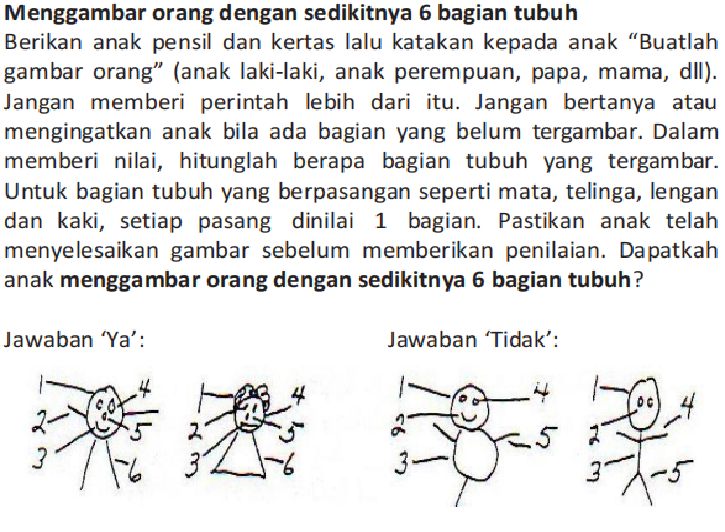 Menggambar orang dengan sedikitnya 6 bagian tubuh
Berikan anak pensil dan kertas lalu katakan kepada anak “Buatlah
gambar orang” (anak laki-laki, anak perempuan, papa, mama, dll).
Jangan memberi perintah lebih dari itu. Jangan bertanya atau
mengingatkan anak bila ada bagian yang belum tergambar. Dalam
memberi nilai, hitunglah berapa bagian tubuh yang tergambar.
Untuk bagian tubuh yang berpasangan seperti mata, telinga, lengan
dan kaki, setiap pasang dinilai 1 bagian. Pastikan anak telah
menyelesaikan gambar sebelum memberikan penilaian. Dapatkah
anak menggambar orang dengan sedikitnya 6 bagian tubuh?
Jawaban ‘Ya’:
Jawaban ‘Tidak’:
1 4
2 5
3 6
1 4
2 5
3 6
1 4
2 5
3
1 4
2
3 5